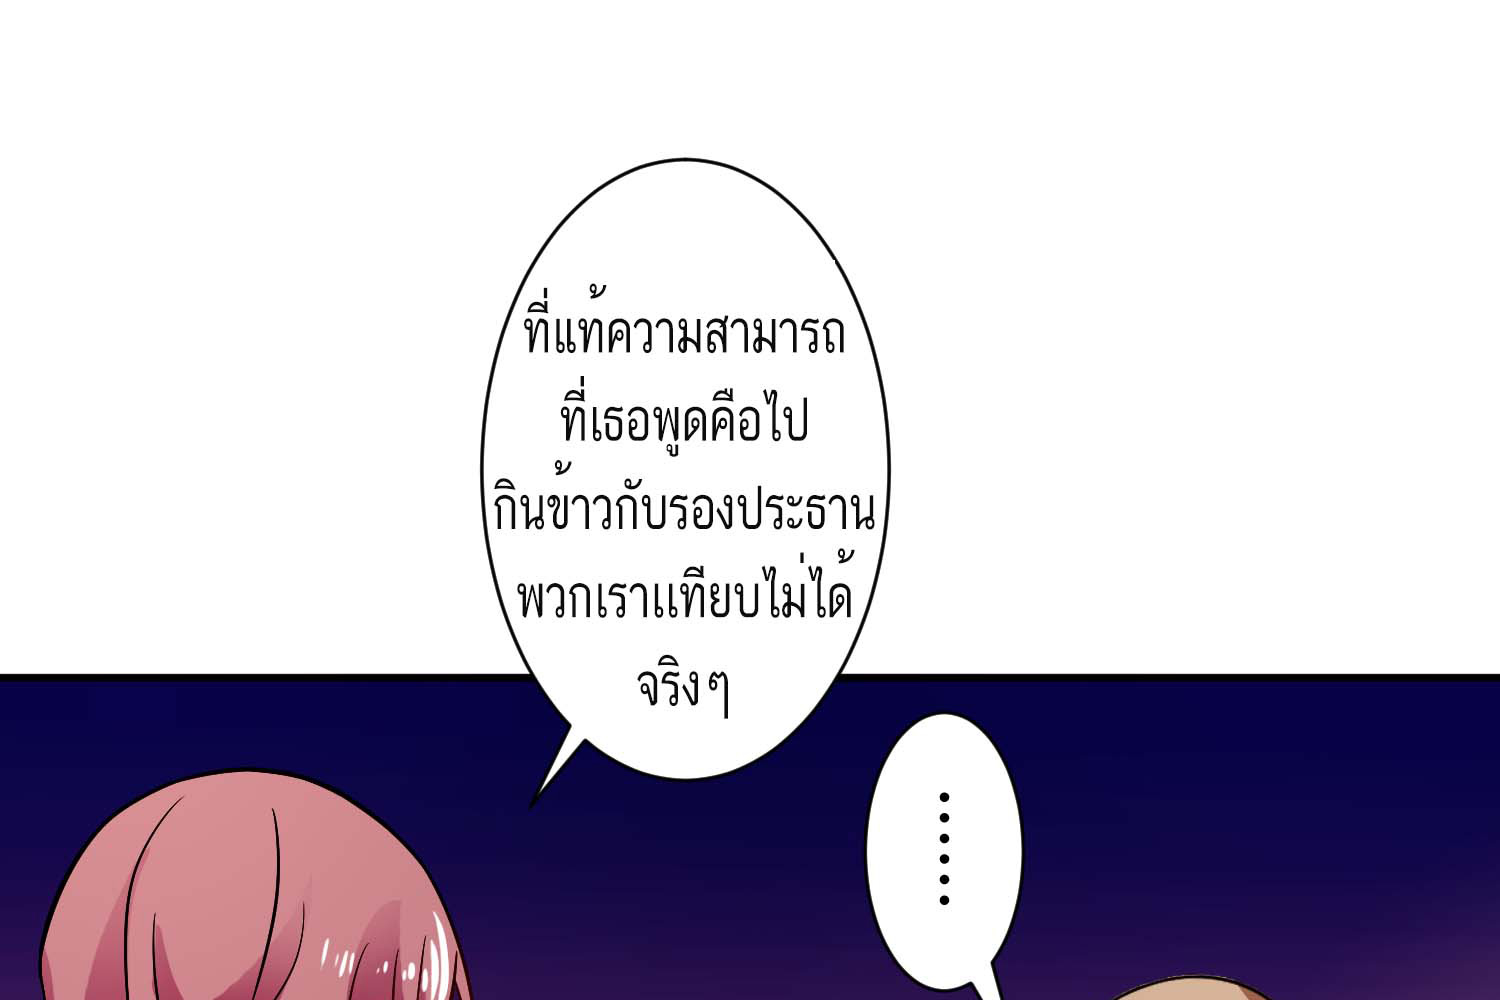 ที่แท้ความสามารถ
ที่เธอพูดคือไป
กินข้าวกับรองประธาน
พวกเราแทียบไม่ได้
จริงๆ
......